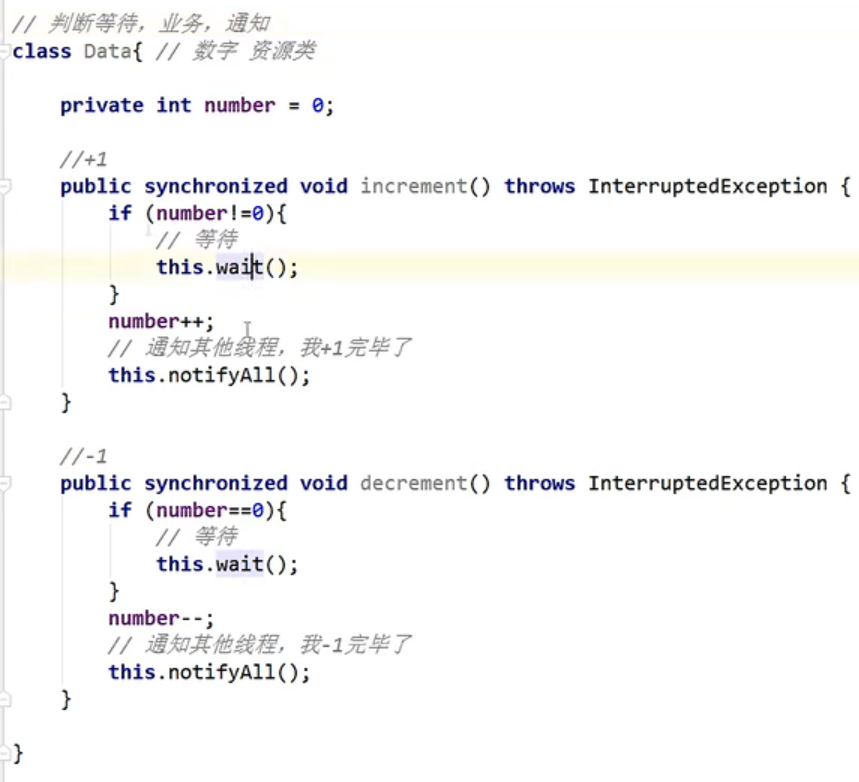 // 判断等待，业务，通知
class Data{ // 数字 资源类
private int number = 0;
//+1
public synchronized void increment() throws InterruptedException {
if (number!=0){
// 等待
this.wait();
}
number++;
// 通知其他线程，我+1完毕了
this.notifyAll();
}
//-1
public synchronized void decrement() throws InterruptedException {
if (number==0){
// 等待
this.wait();
}
number--;
// 通知其他线程，我-1完毕了
this.notifyAll();
}
}